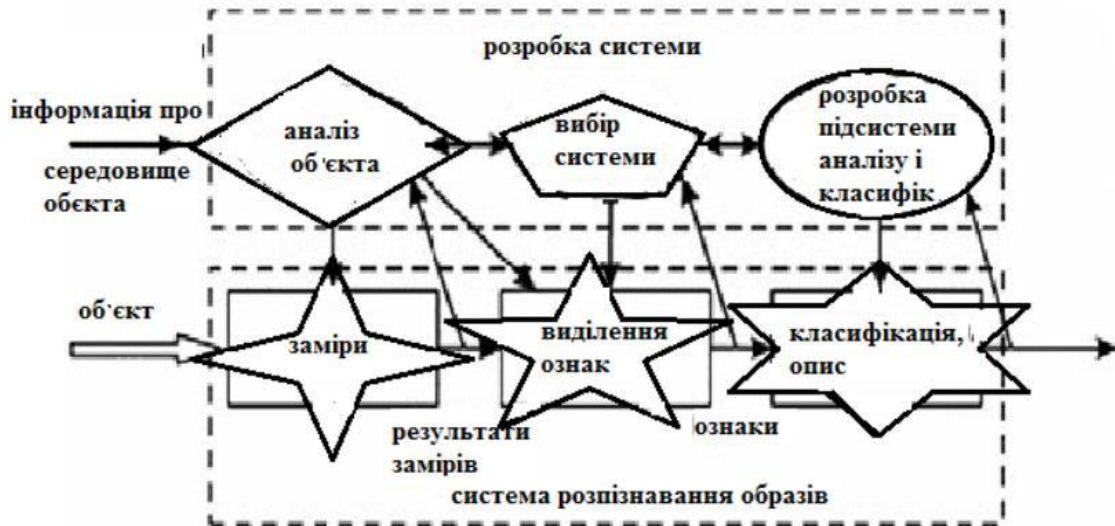 розробка системи
інформація про
середовище
обєкта
аналіз
об'єкта
вибір
системи
розробка
підсистеми
аналізу і
класифік
об'єкт
заміри
виділення
ознак
класифікація,
опис
результати
замірів
ознаки
система розпізнавання образів